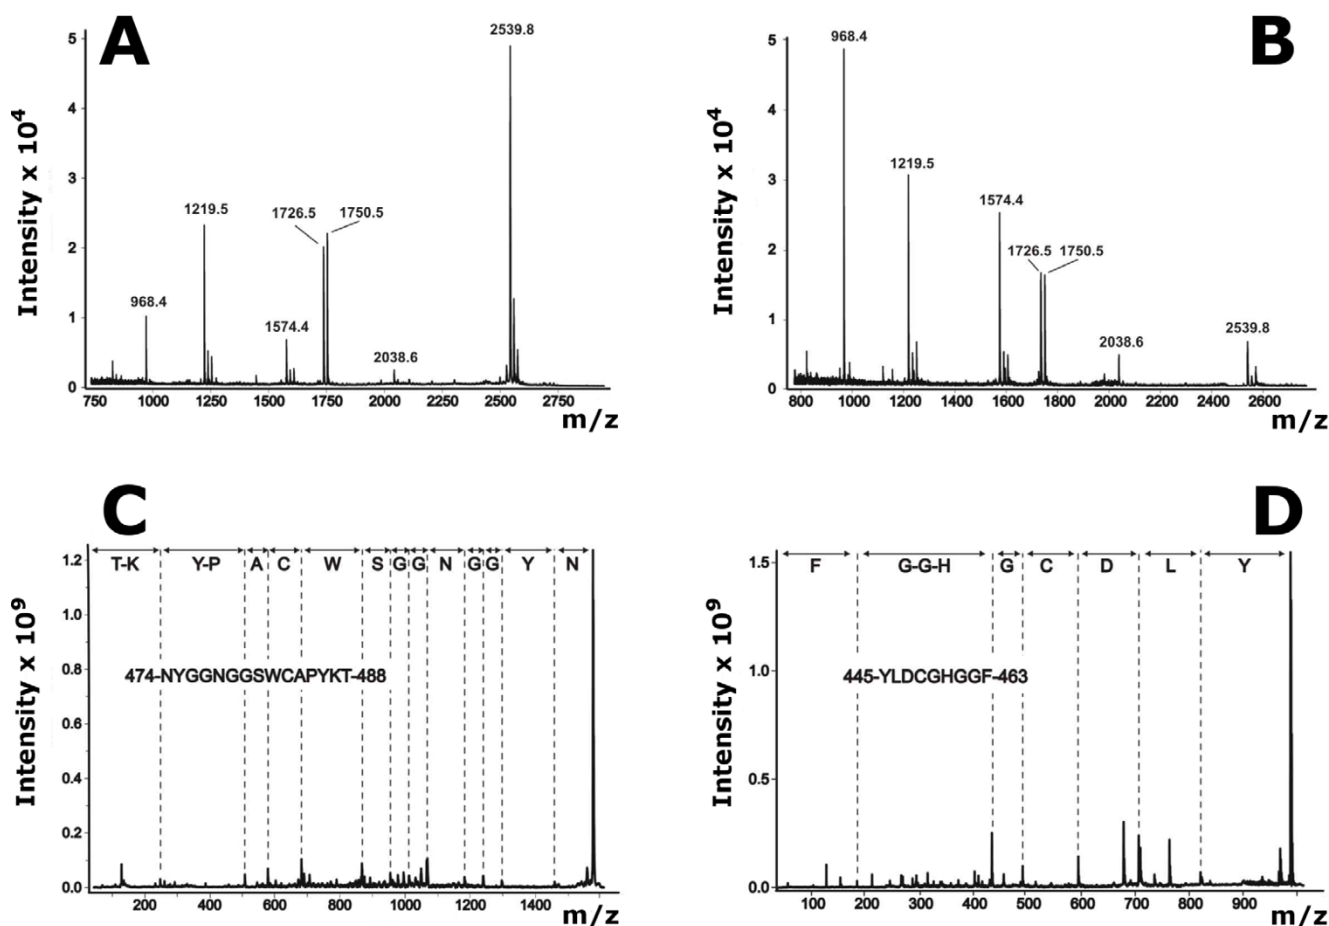 A
B
Intensity x 10⁴
5
4
3
2
1
0
968.4
1219.5
1574.4
1726.5
1750.5
2038.6
2539.8
750 1000 1250 1500 1750 2000 2250 2500
m/z
Intensity x 10⁴
5
4
3
2
1
0
968.4
1219.5
1574.4
1726.5 1750.5
2038.6
2539.8
800 1000 1200 1400 1600 1800 2000 2200 2400 2600
m/z
C
D
Intensity x 10⁹
1.2
1.0
0.8
0.6
0.4
0.2
0.0
T-K Y-P A C W S G G N G G Y N
474-NYGGNGGSWCAPYKT-488
200 400 600 800 1000 1200 1400
m/z
Intensity x 10⁹
1.5
1.0
0.5
0.0
F G-G-H G C D L Y
445-YLDCGHGGF-463
100 200 300 400 500 600 700 800 900
m/z